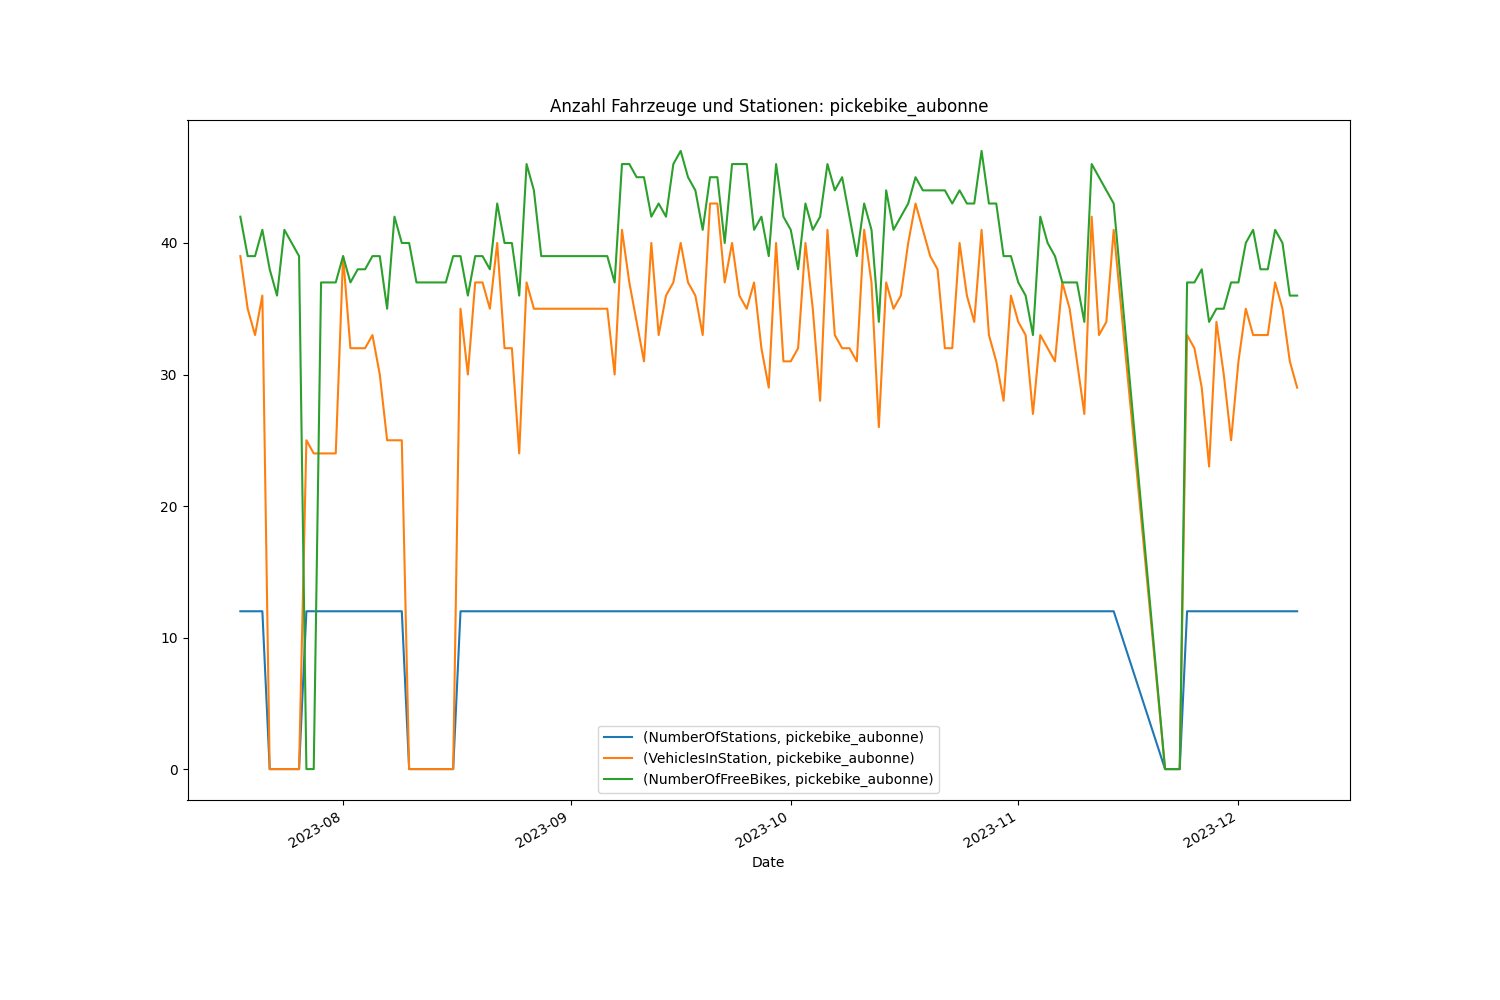 Anzahl Fahrzeuge und Stationen: pickebike_aubonne
40
30
20
10
0
(NumberOfStations, pickebike_aubonne)
(VehiclesInStation, pickebike_aubonne)
(NumberOfFreeBikes, pickebike_aubonne)
2023-08
2023-09
2023-10
2023-11
2023-12
Date